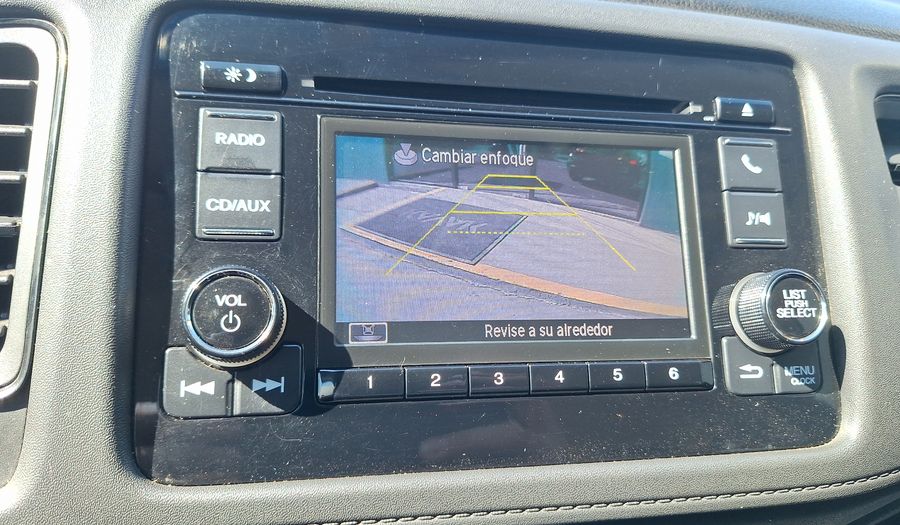 RADIO
CD/AUX
VOL
Cambiar enfoque
Revise a su alrededor
1 2 3 4 5 6
LIST
PUSH
SELECT
MENU
CLOCK